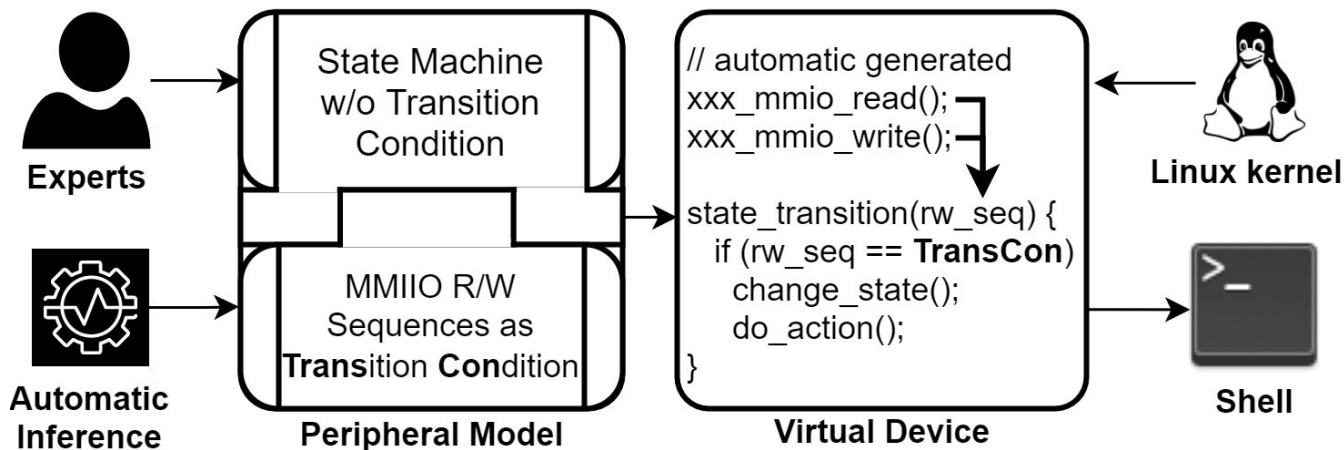 Experts
Automatic
Inference
State Machine
w/o Transition
Condition
MMIIO R/W
Sequences as
Transition Condition
Peripheral Model
// automatic generated
xxx_mmio_read();
xxx_mmio_write();
state_transition(rw_seq) {
if (rw_seq == TransCon)
change_state();
do_action();
}
Virtual Device
Linux kernel
>_
Shell